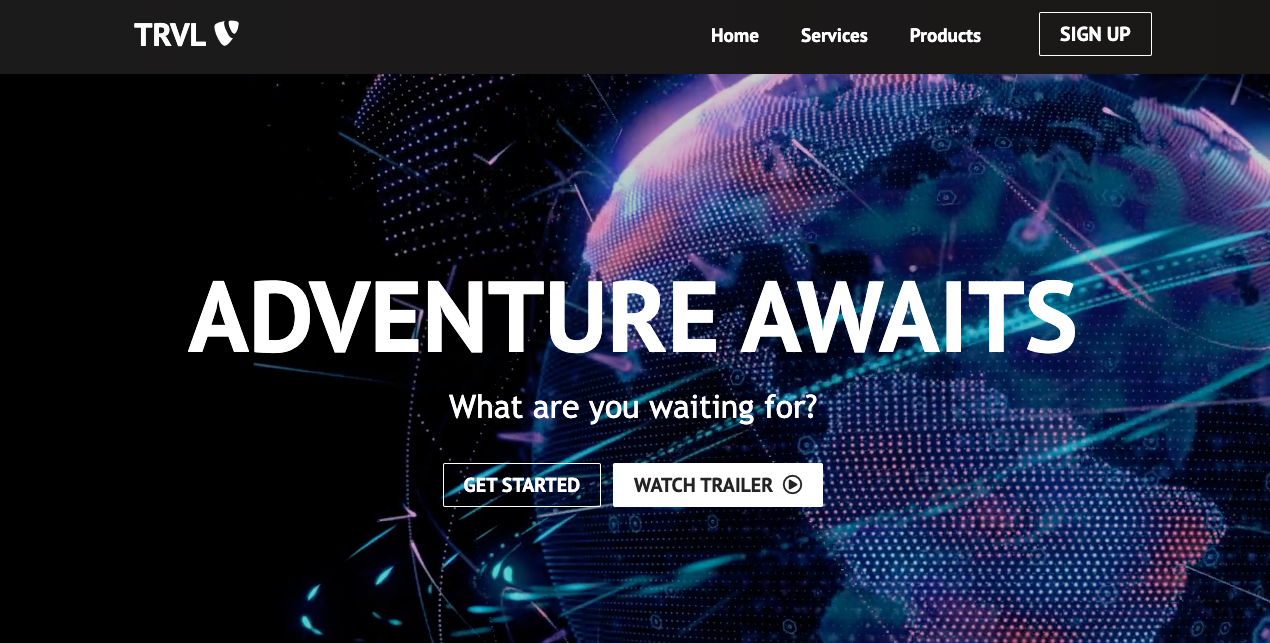 TRVL
Home Services Products SIGN UP
ADVENTURE AWAITS
What are you waiting for?
GET STARTED WATCH TRAILER